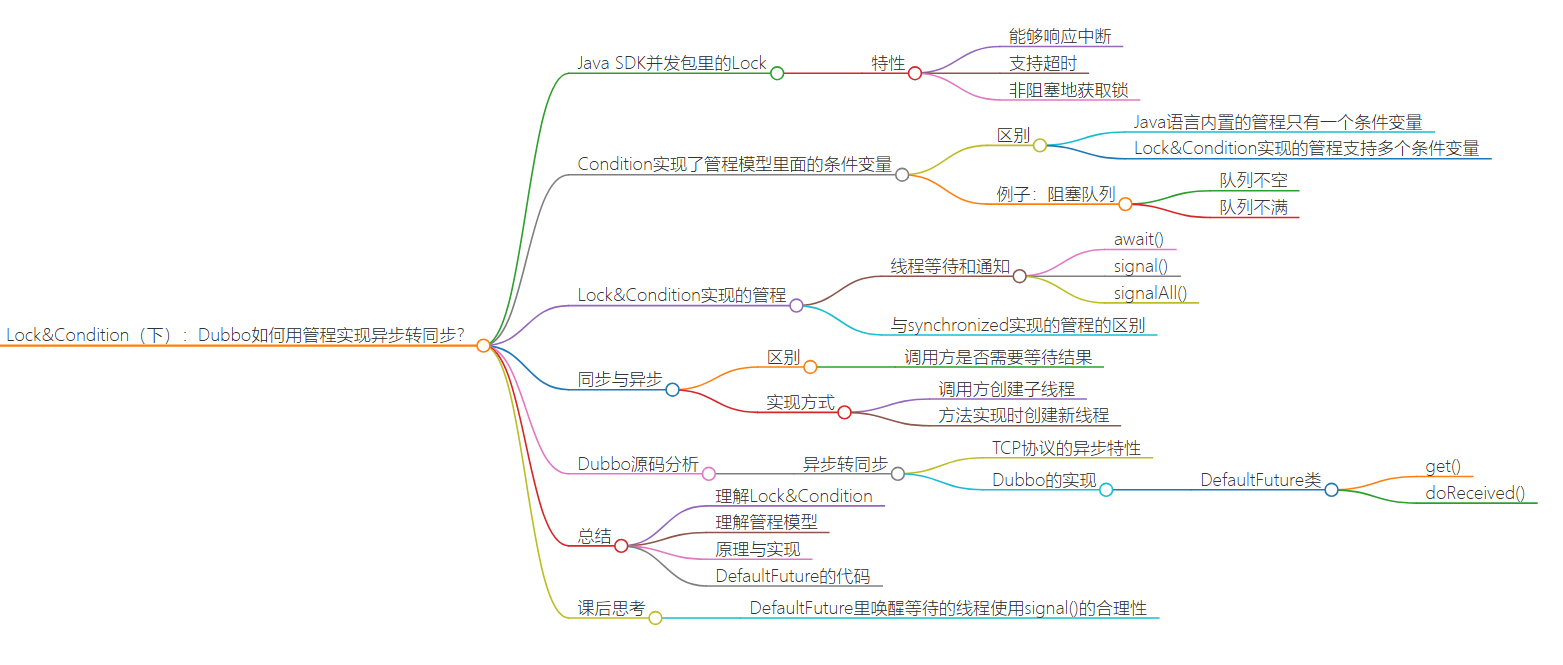 Lock&Condition（下）：Dubbo如何用管程实现异步转同步？
Java SDK并发包里的Lock
特性
能够响应中断
支持超时
非阻塞地获取锁
Condition实现了管程模型里面的条件变量
区别
Java语言内置的管程只有一个条件变量
Lock&Condition实现的管程支持多个条件变量
例子：阻塞队列
队列不空
队列不满
Lock&Condition实现的管程
线程等待和通知
await()
signal()
signalAll()
与synchronized实现的管程的区别
同步与异步
区别
调用方是否需要等待结果
实现方式
调用方创建子线程
方法实现时创建新线程
Dubbo源码分析
异步转同步
TCP协议的异步特性
Dubbo的实现
DefaultFuture类
get()
doReceived()
总结
理解Lock&Condition
理解管程模型
原理与实现
DefaultFuture的代码
课后思考
DefaultFuture里唤醒等待的线程使用signal()的合理性